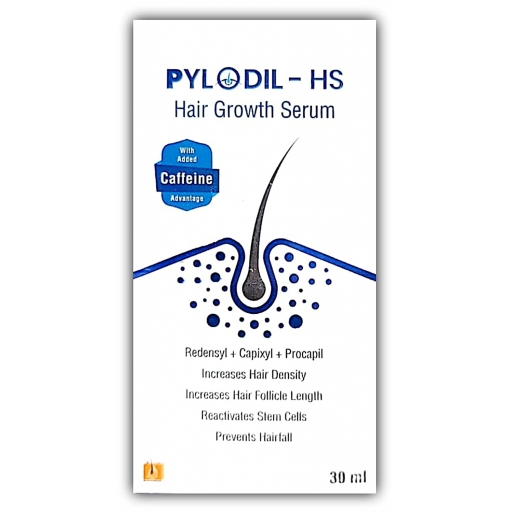 PYLODIL - HS
Hair Growth Serum
With
Added
Caffeine
Advantage
Redensyl + Capixyl + Procapil
Increases Hair Density
Increases Hair Follicle Length
Reactivates Stem Cells
Prevents Hairfall
30 ml